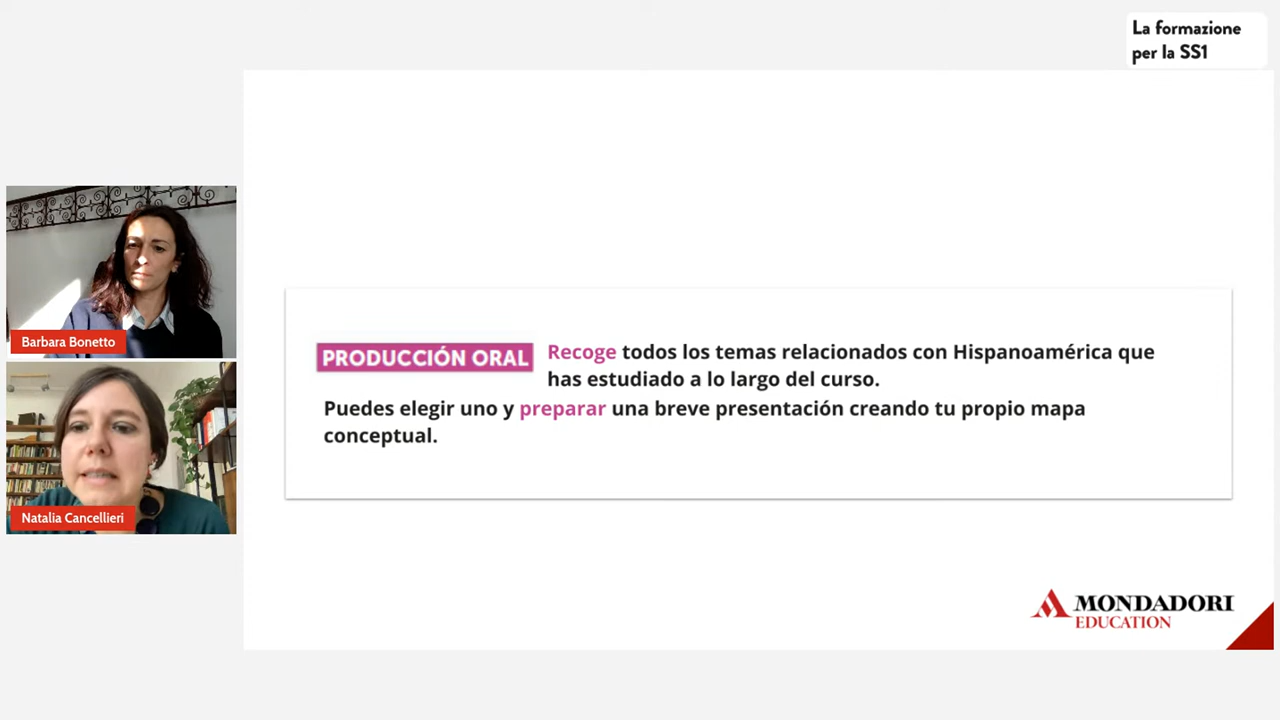 La formazione
per la SS1
Barbara Bonetto
Natalia Cancellieri
PRODUCCIÓN ORAL Recoge todos los temas relacionados con Hispanoamérica que
has estudiado a lo largo del curso.
Puedes elegir uno y preparar una breve presentación creando tu propio mapa
conceptual.
MONDADORI
EDUCATION